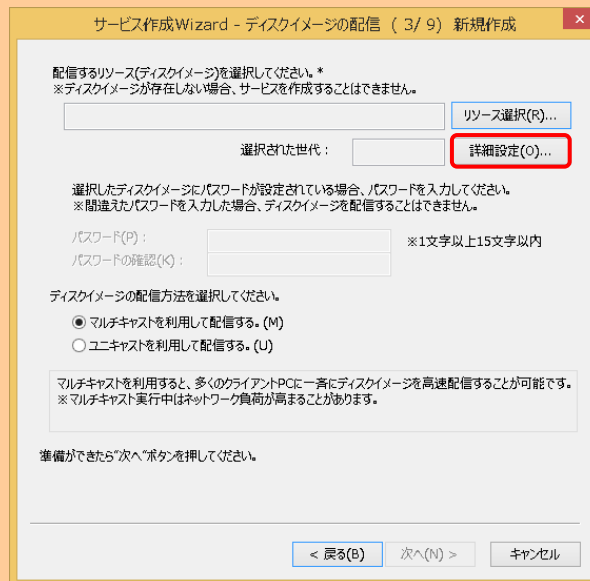 サービス作成Wizard - ディスクイメージの配信 ( 3/ 9) 新規作成
×
配信するリソース(ディスクイメージ)を選択してください。*
※ディスクイメージが存在しない場合、サービスを作成することはできません。
リソース選択(R)...
選択された世代：
詳細設定(O)...
選択したディスクイメージにパスワードが設定されている場合、パスワードを入力してください。
※間違えたパスワードを入力した場合、ディスクイメージを配信することはできません。
パスワード(P)：
※1文字以上15文字以内
パスワードの確認(K)：
ディスクイメージの配信方法を選択してください。
マルチキャストを利用して配信する。(M)
ユニキャストを利用して配信する。(U)
マルチキャストを利用すると、多くのクライアントPCに一斉にディスクイメージを高速配信することが可能です。
※マルチキャスト実行中はネットワーク負荷が高まることがあります。
準備ができたら"次へ"ボタンを押してください。
< 戻る(B)
次へ(N) >
キャンセル